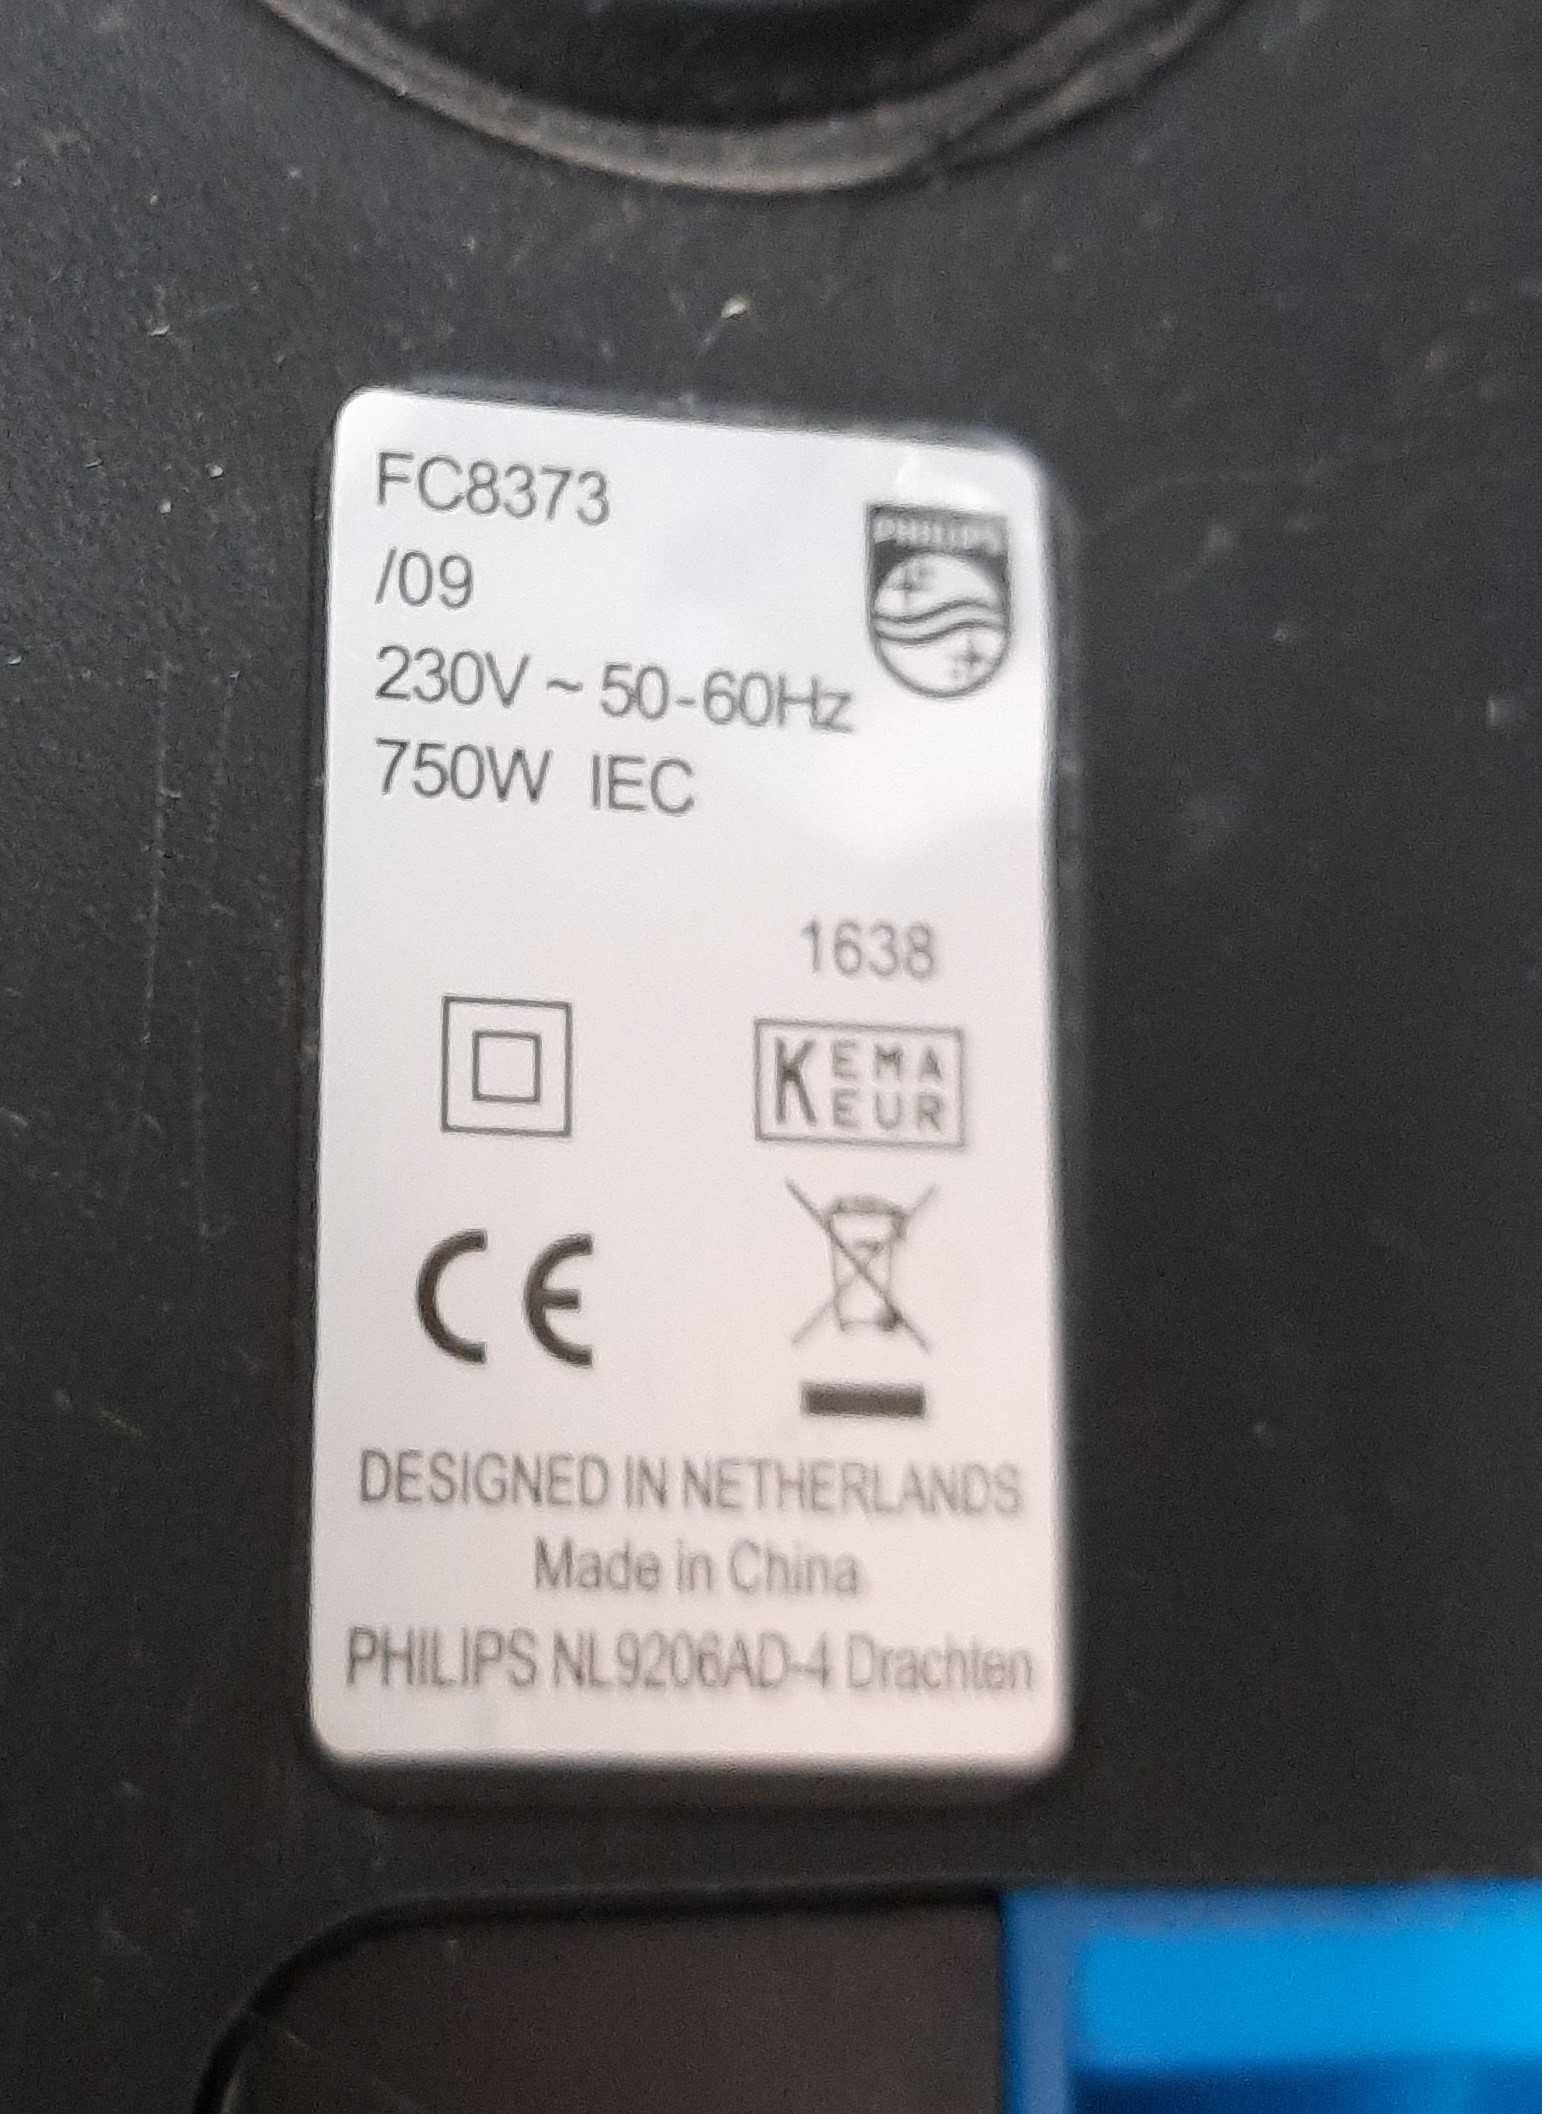 FC8373
/09
PHILIPS
230V ~ 50-60Hz
750W IEC
1638
KEMA
EUR
CE
DESIGNED IN NETHERLANDS
Made in China
PHILIPS NL9206AD-4 Drachten